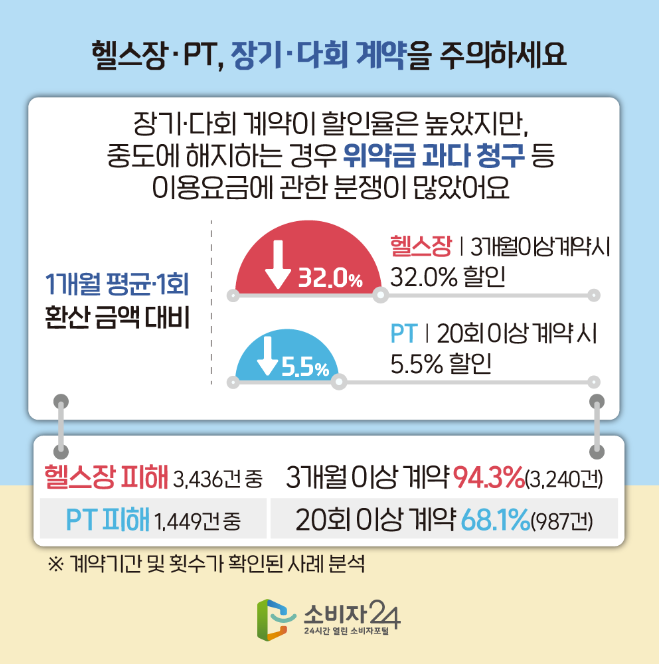 헬스장·PT, 장기·다회 계약을 주의하세요
장기·다회 계약이 할인율은 높았지만,
중도에 해지하는 경우 위약금 과다 청구 등
이용요금에 관한 분쟁이 많았어요
1개월 평균·1회
환산 금액 대비
32.0%
헬스장 | 3개월이상계약시
32.0% 할인
5.5%
PT | 20회 이상 계약 시
5.5% 할인
헬스장 피해 3,436건 중 3개월 이상 계약 94.3%(3,240건)
PT 피해 1,449건 중 20회 이상 계약 68.1%(987건)
※ 계약기간 및 횟수가 확인된 사례 분석
소비자24
24시간 열린 소비자포털